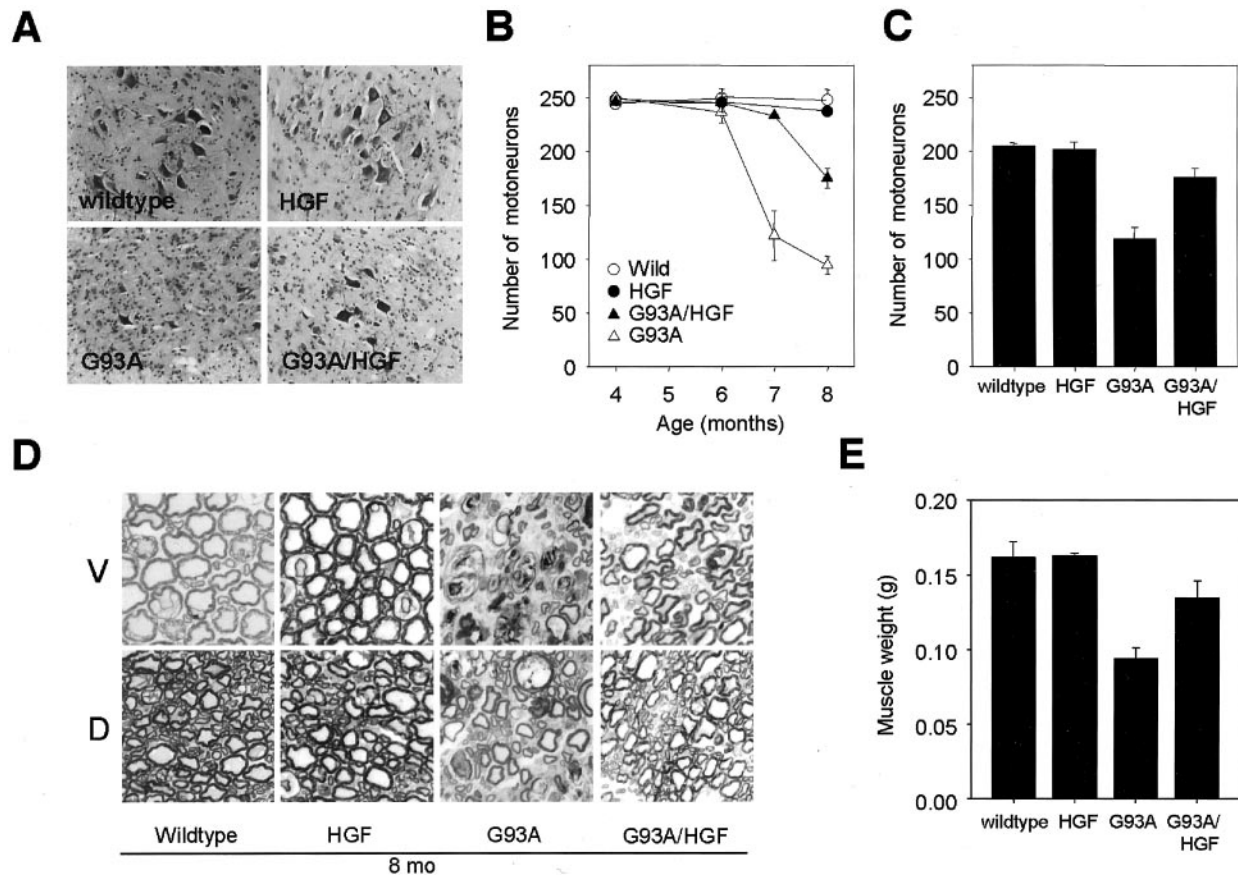 A
wildtype
HGF
G93A
G93A/HGF
B
Number of motoneurons
250
200
150
100
50
0
Wild
HGF
G93A/HGF
G93A
4 5 6 7 8
Age (months)
C
Number of motoneurons
250
200
150
100
50
0
wildtype HGF G93A G93A/
HGF
D
V
D
Wildtype HGF G93A G93A/HGF
8 mo
E
Muscle weight (g)
0.20
0.15
0.10
0.05
0.00
wildtype HGF G93A G93A/
HGF